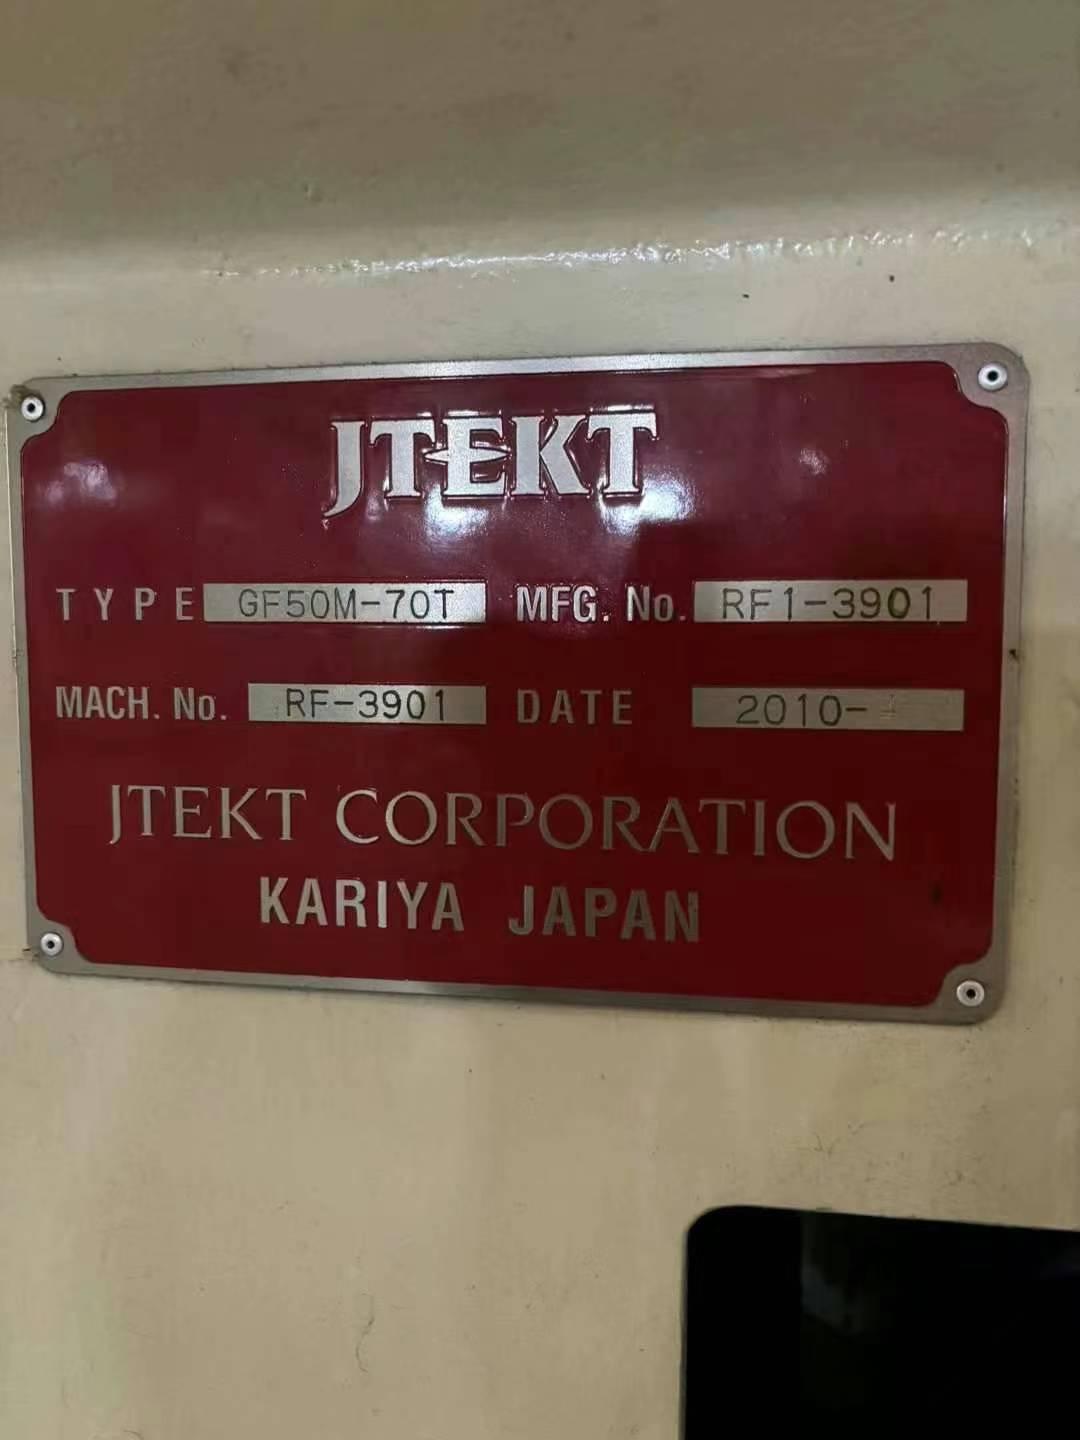 JTEKT
TYPE GF50M-70T MFG. No. RF1-3901
MACH. No. RF-3901 DATE 2010-
JTEKT CORPORATION
KARIYA JAPAN